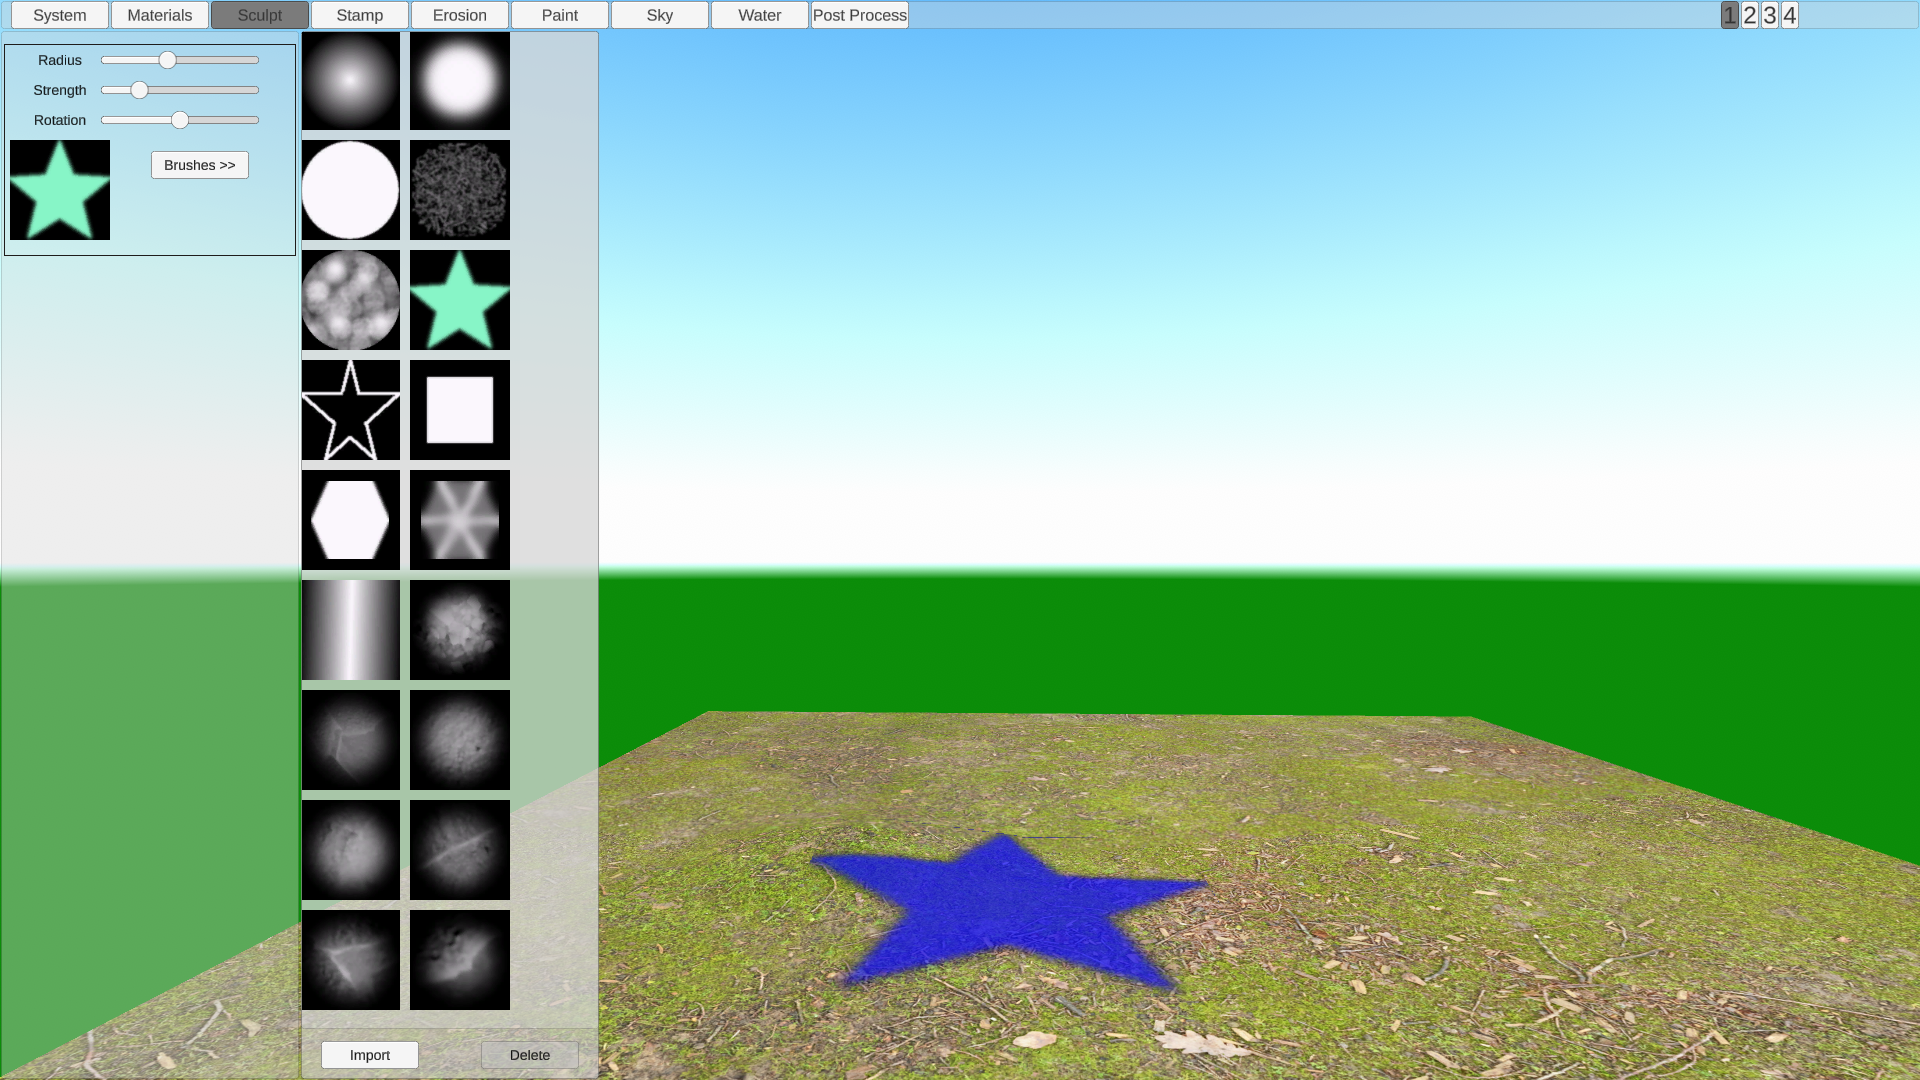 System Materials Sculpt Stamp Erosion Paint Sky Water Post Process 1 2 3 4
Radius
Strength
Rotation
Brushes >>
Import Delete